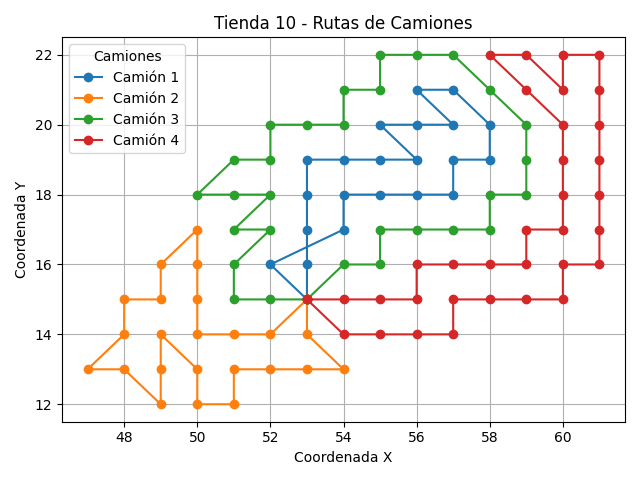 Tienda 10 - Rutas de Camiones
Camiones
Camión 1
Camión 2
Camión 3
Camión 4
Coordenada Y
22
20
18
16
14
12
48 50 52 54 56 58 60
Coordenada X